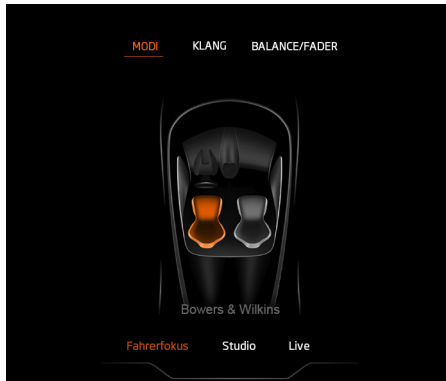 MODI KLANG BALANCE/FADER
Bowers & Wilkins
Fahrerfokus Studio Live